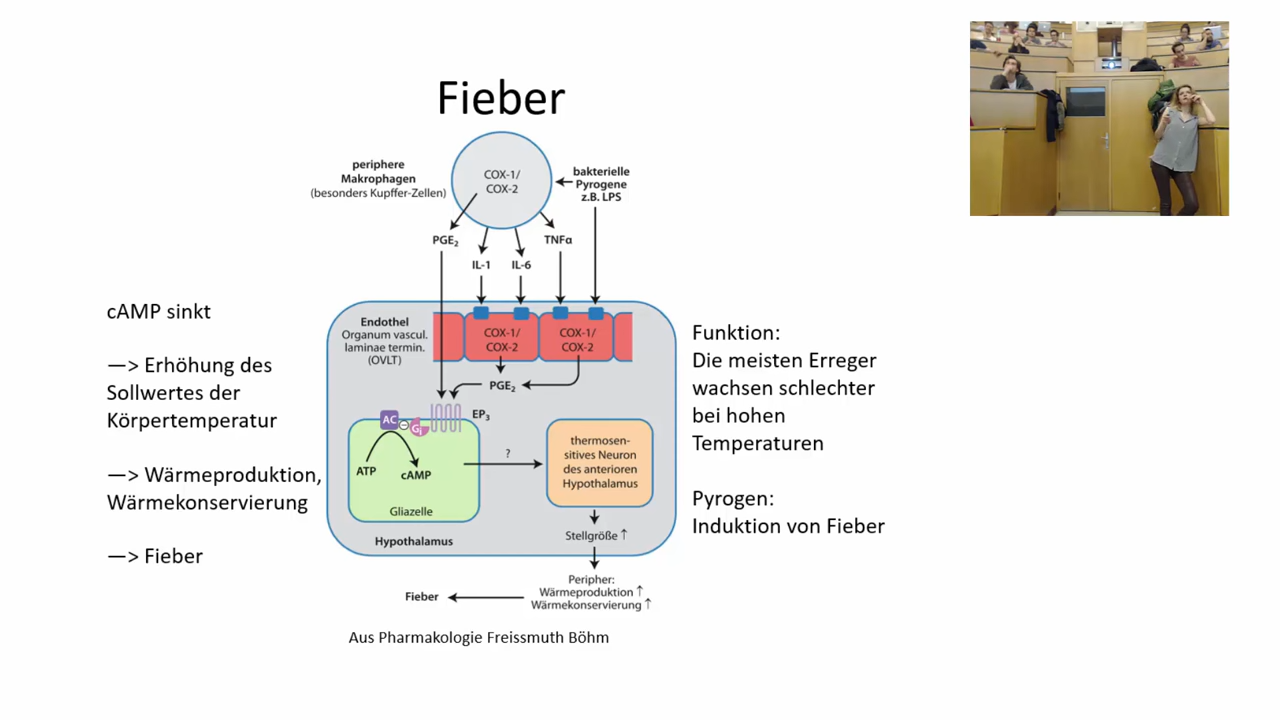 Fieber
periphere
Makrophagen
(besonders Kupffer-Zellen)
COX-1/
COX-2
bakterielle
Pyrogene
z.B. LPS
PGE₂
TNFα
IL-1
IL-6
cAMP sinkt
—> Erhöhung des
Sollwertes der
Körpertemperatur
—> Wärmeproduktion,
Wärmekonservierung
—> Fieber
Endothel
Organum vascul.
laminae termin.
(OVLT)
COX-1/
COX-2
COX-1/
COX-2
PGE₂
EP₃
AC
Gi
ATP
cAMP
Gliazelle
?
thermosen-
sitives Neuron
des anterioren
Hypothalamus
Stellgröße ↑
Hypothalamus
Peripher:
Wärmeproduktion ↑
Wärmekonservierung ↑
Fieber
Aus Pharmakologie Freissmuth Böhm
Funktion:
Die meisten Erreger
wachsen schlechter
bei hohen
Temperaturen
Pyrogen:
Induktion von Fieber